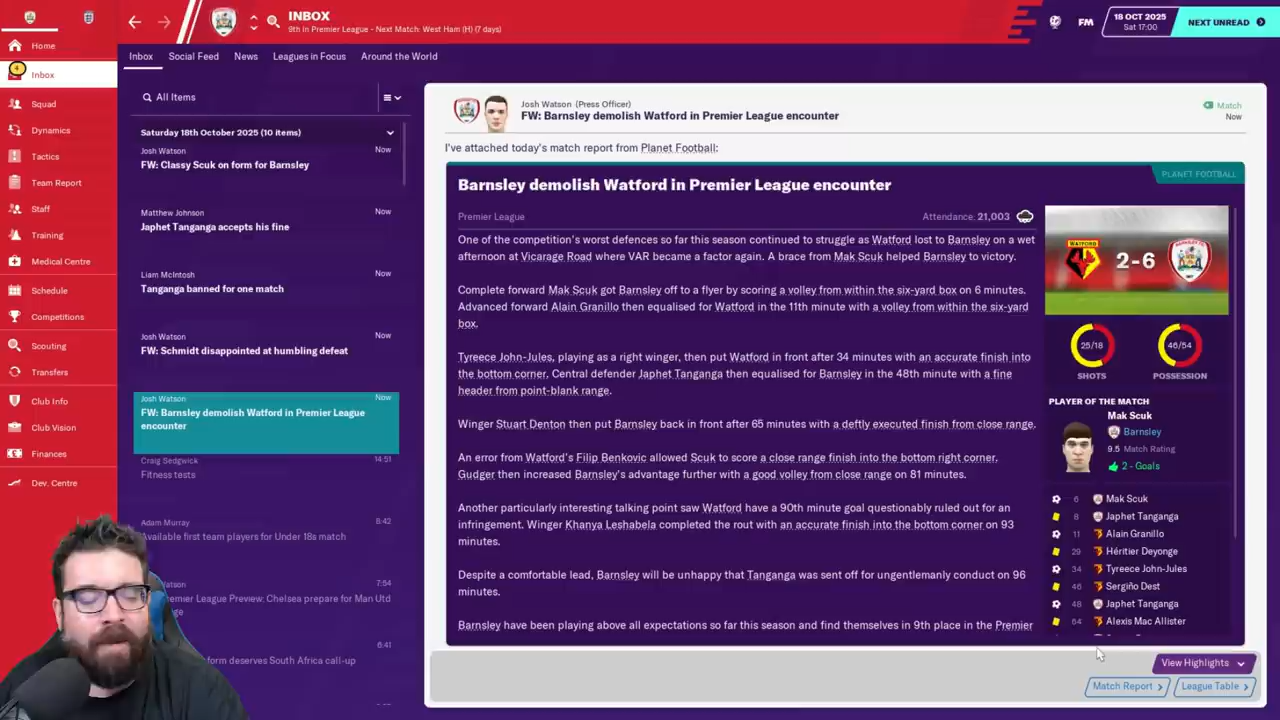 INBOX
9th in Premier League - Next Match: West Ham (H) (7 days)
FM
18 OCT 2025
Sat 17:00
NEXT UNREAD
Home
4
Inbox
Squad
Dynamics
Tactics
Team Report
Staff
Training
Medical Centre
Schedule
Competitions
Scouting
Transfers
Club Info
Club Vision
Finances
Dev. Centre
Inbox
Social Feed
News
Leagues in Focus
Around the World
All Items
Saturday 18th October 2025 (10 items)
Josh Watson
Now
FW: Classy Scuk on form for Barnsley
Matthew Johnson
Now
Japhet Tanganga accepts his fine
Liam McIntosh
Now
Tanganga banned for one match
Josh Watson
Now
FW: Schmidt disappointed at humbling defeat
Josh Watson
Now
FW: Barnsley demolish Watford in Premier League
encounter
Craig Sedgwick
14:51
Fitness tests
Adam Murray
8:42
Available first team players for Under 18s match
Watson
7:54
Premier League Preview: Chelsea prepare for Man Utd
6:41
form deserves South Africa call-up
Josh Watson (Press Officer)
FW: Barnsley demolish Watford in Premier League encounter
Match
Now
I've attached today's match report from Planet Football:
Barnsley demolish Watford in Premier League encounter
PLANET FOOTBALL
Premier League
Attendance: 21,003
One of the competition's worst defences so far this season continued to struggle as Watford lost to Barnsley on a wet
afternoon at Vicarage Road where VAR became a factor again. A brace from Mak Scuk helped Barnsley to victory.
Complete forward Mak Scuk got Barnsley off to a flyer by scoring a volley from within the six-yard box on 6 minutes.
Advanced forward Alain Granillo then equalised for Watford in the 11th minute with a volley from within the six-yard
box.
Tyreece John-Jules, playing as a right winger, then put Watford in front after 34 minutes with an accurate finish into
the bottom corner. Central defender Japhet Tanganga then equalised for Barnsley in the 48th minute with a fine
header from point-blank range.
Winger Stuart Denton then put Barnsley back in front after 65 minutes with a deftly executed finish from close range.
An error from Watford's Filip Benkovic allowed Scuk to score a close range finish into the bottom right corner.
Gudger then increased Barnsley's advantage further with a good volley from close range on 81 minutes.
Another particularly interesting talking point saw Watford have a 90th minute goal questionably ruled out for an
infringement. Winger Khanya Leshabela completed the rout with an accurate finish into the bottom corner on 93
minutes.
Despite a comfortable lead, Barnsley will be unhappy that Tanganga was sent off for ungentlemanly conduct on 96
minutes.
Barnsley have been playing above all expectations so far this season and find themselves in 9th place in the Premier
WATFORD
2-6
25/18
SHOTS
46/54
POSSESSION
PLAYER OF THE MATCH
Mak Scuk
Barnsley
9.5 Match Rating
2 - Goals
6 Mak Scuk
8 Japhet Tanganga
11 Alain Granillo
29 Héritier Deyonge
34 Tyreece John-Jules
46 Sergiño Dest
48 Japhet Tanganga
64 Alexis Mac Allister
View Highlights
Match Report
League Table